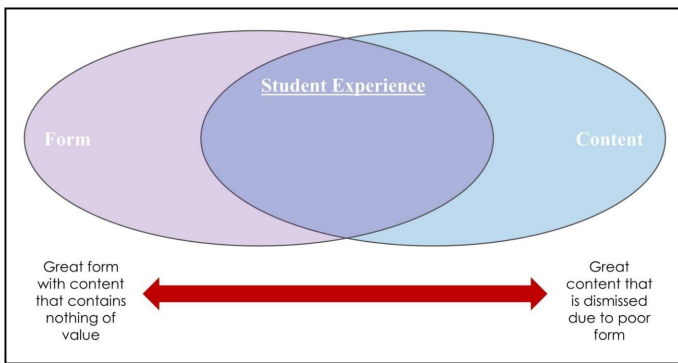 Student Experience
Form
Content
Great form
with content
that contains
nothing of
value
Great
content that
is dismissed
due to poor
form